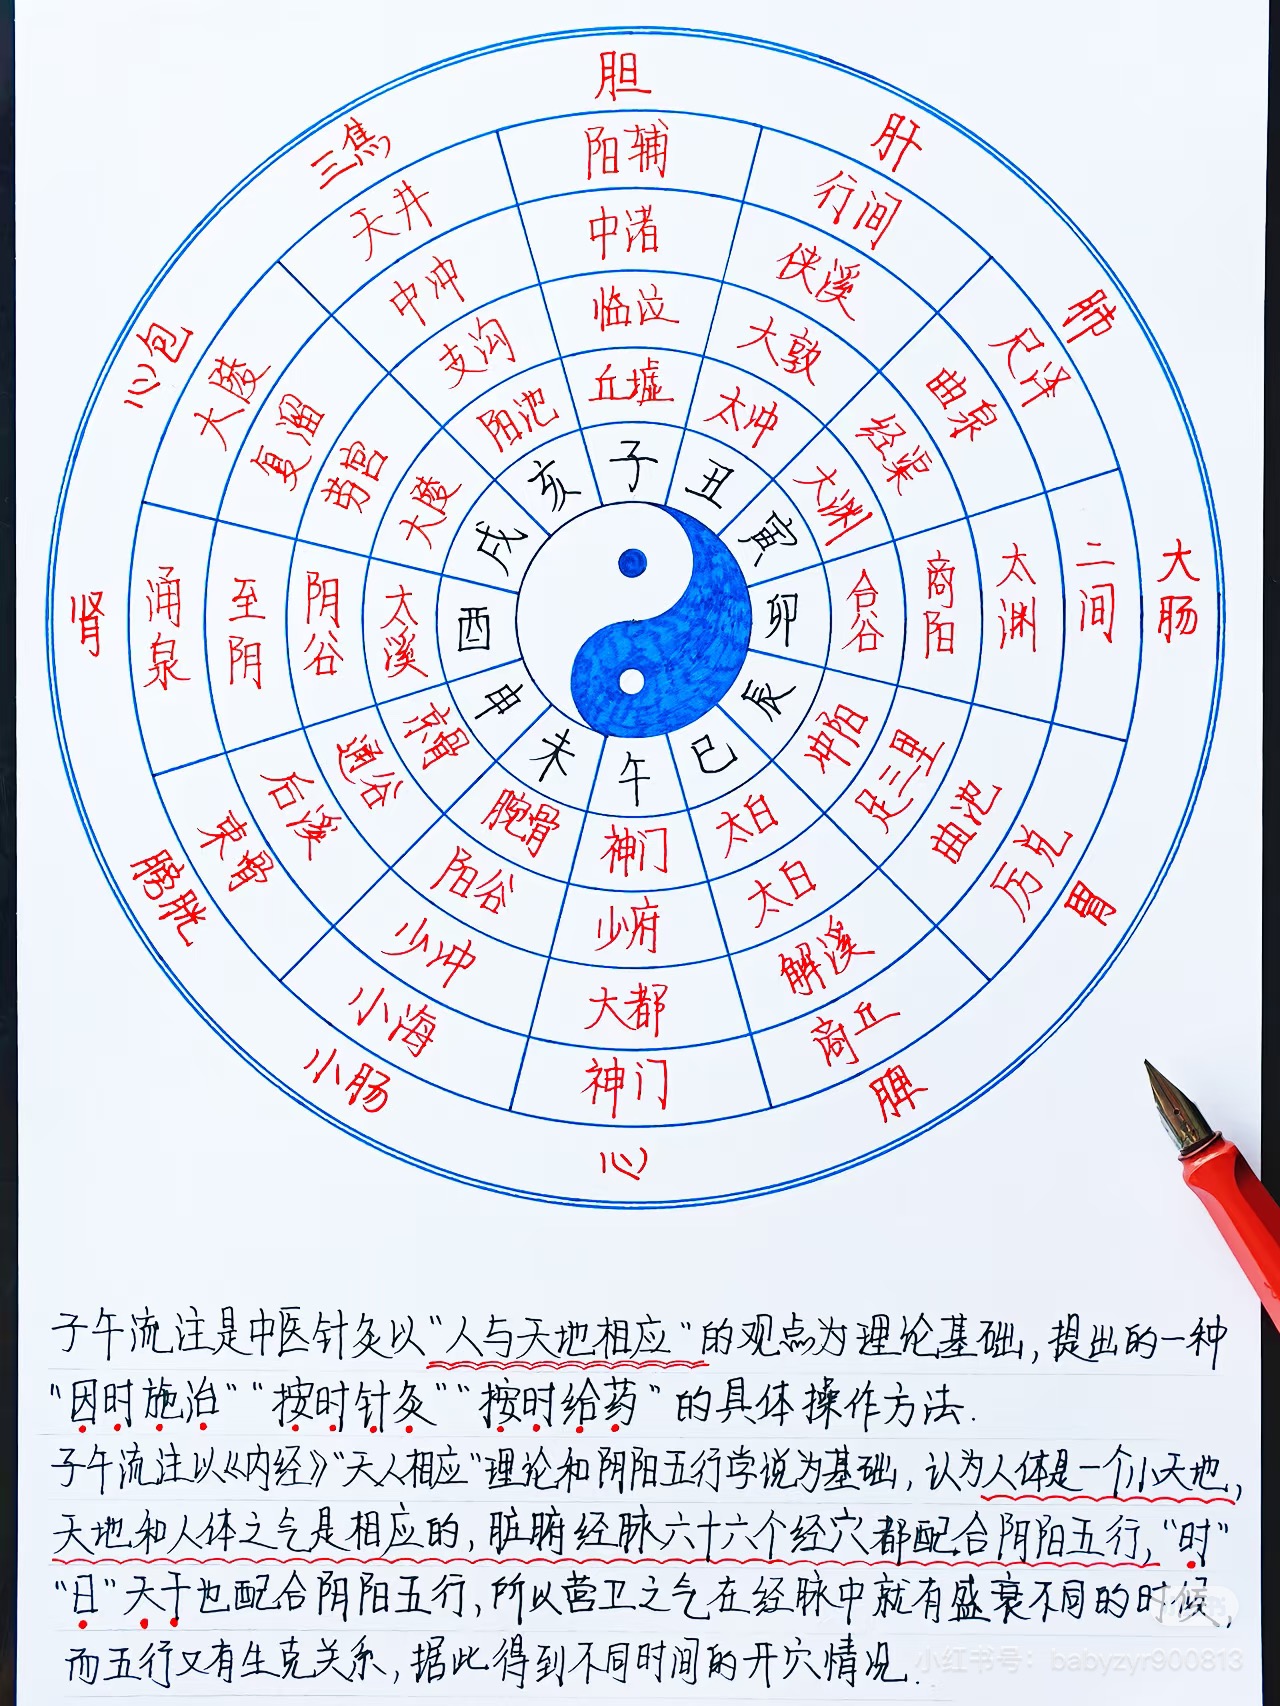 胆
肝
肺
大肠
胃
脾
心
小肠
膀胱
肾
心包
三焦
阳辅
行间
尺泽
二间
厉兑
商丘
神门
小海
束骨
涌泉
大陵
天井
中渚
侠溪
曲泉
太渊
曲池
解溪
大都
少冲
后溪
至阴
复溜
中冲
临泣
大敦
经渠
商阳
足三里
太白
少府
阳谷
通谷
阴谷
劳宫
支沟
丘墟
太冲
大渊
合谷
冲阳
太白
神门
腕骨
京骨
太溪
大陵
阳池
子
丑
寅
卯
辰
巳
午
未
申
酉
戌
亥
子午流注是中医针灸以“人与天地相应”的观点为理论基础,提出的一种
“因时施治”“按时针灸”“按时给药”的具体操作方法.
子午流注以《内经》“天人相应”理论和阴阳五行学说为基础,认为人体是一个小天地,
天地和人体之气是相应的,脏腑经脉六十六个经穴都配合阴阳五行,“时”
“日”天干也配合阴阳五行,所以营卫之气在经脉中就有盛衰不同的时候,
而五行又有生克关系,据此得到不同时间的开穴情况.
小红书号：babyzyr900813